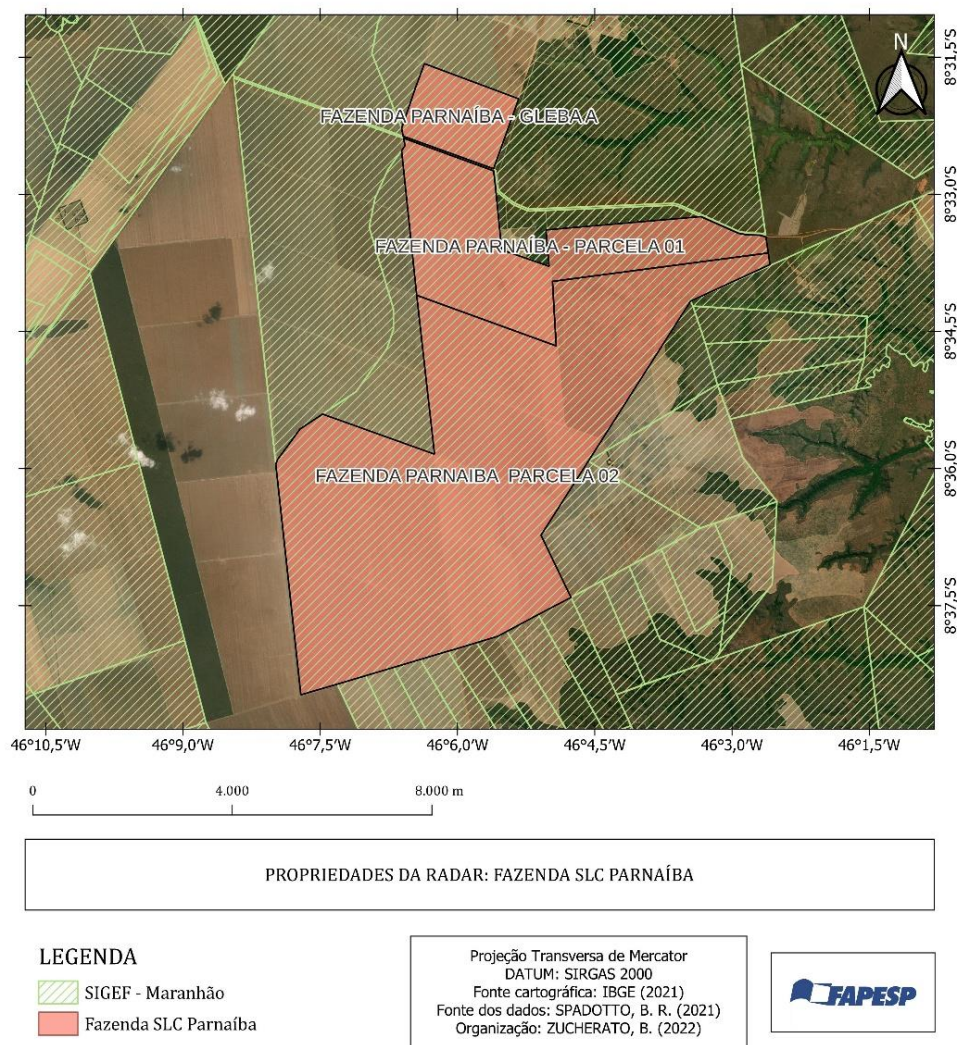 N
8°31,5'S
FAZENDA PARNAÍBA - GLEBA A
8°33,0'S
FAZENDA PARNAÍBA - PARCELA 01
8°34,5'S
8°36,0'S
FAZENDA PARNAIBA PARCELA 02
8°37,5'S
46°10,5'W 46°9,0'W 46°7,5'W 46°6,0'W 46°4,5'W 46°3,0'W 46°1,5'W
0 4.000 8.000 m
PROPRIEDADES DA RADAR: FAZENDA SLC PARNAÍBA
LEGENDA
SIGEF - Maranhão
Fazenda SLC Parnaíba
Projeção Transversa de Mercator
DATUM: SIRGAS 2000
Fonte cartográfica: IBGE (2021)
Fonte dos dados: SPADOTTO, B. R. (2021)
Organização: ZUCHERATO, B. (2022)
FAPESP